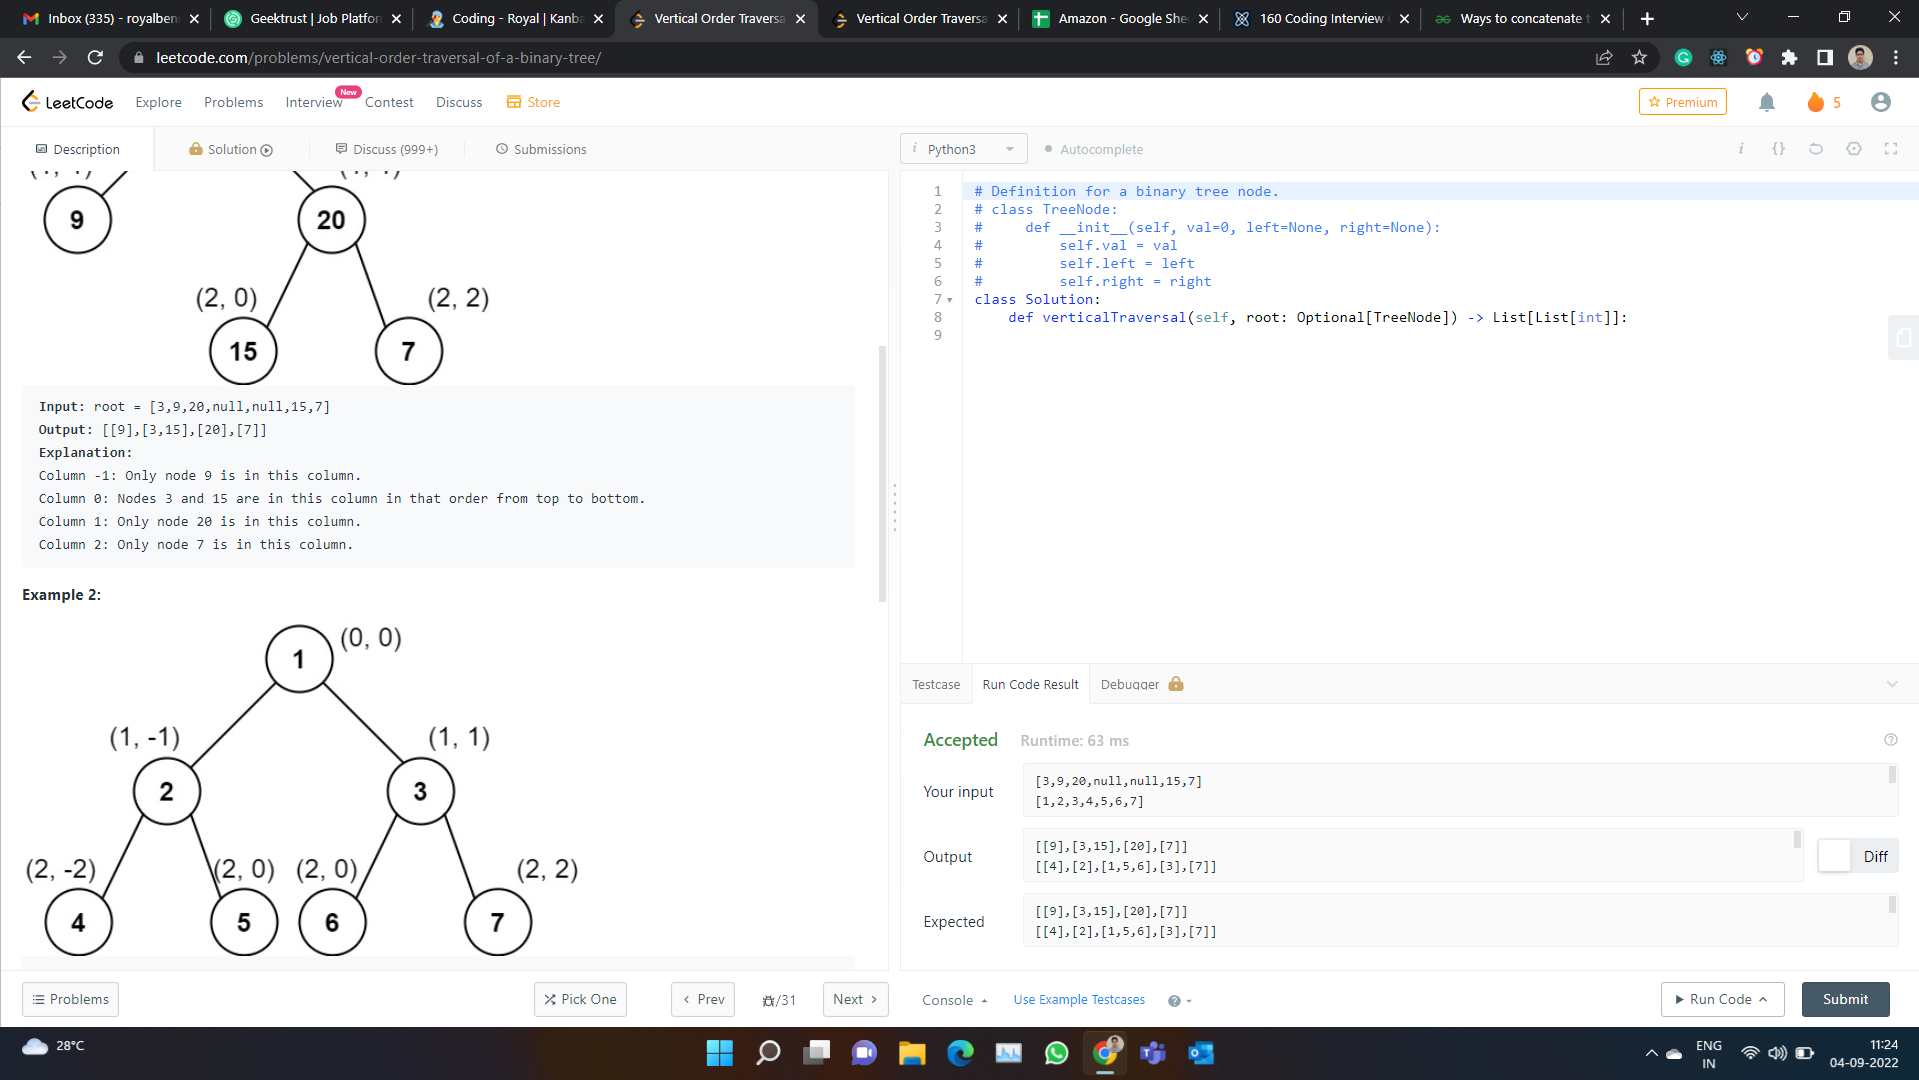 Inbox (335) - royalben
Geektrust | Job Platfor
Coding - Royal | Kanba
Vertical Order Traversa
Vertical Order Traversa
Amazon - Google She
160 Coding Interview
Ways to concatenate t
leetcode.com/problems/vertical-order-traversal-of-a-binary-tree/
LeetCode
Explore
Problems
Interview
New
Contest
Discuss
Store
Premium
5
Description
Solution
Discuss (999+)
Submissions
i Python3
Autocomplete
9
20
(2, 0)
(2, 2)
15
7
Input: root = [3,9,20,null,null,15,7]
Output: [[9],[3,15],[20],[7]]
Explanation:
Column -1: Only node 9 is in this column.
Column 0: Nodes 3 and 15 are in this column in that order from top to bottom.
Column 1: Only node 20 is in this column.
Column 2: Only node 7 is in this column.
Example 2:
1
(0, 0)
(1, -1)
(1, 1)
2
3
(2, -2)
(2, 0)
(2, 0)
(2, 2)
4
5
6
7
Problems
Pick One
Prev
/31
Next
1 # Definition for a binary tree node.
2 # class TreeNode:
3 #     def __init__(self, val=0, left=None, right=None):
4 #         self.val = val
5 #         self.left = left
6 #         self.right = right
7 class Solution:
8     def verticalTraversal(self, root: Optional[TreeNode]) -> List[List[int]]:
9
Testcase
Run Code Result
Debugger
Accepted
Runtime: 63 ms
Your input
[3,9,20,null,null,15,7]
[1,2,3,4,5,6,7]
Output
[[9],[3,15],[20],[7]]
[[4],[2],[1,5,6],[3],[7]]
Diff
Expected
[[9],[3,15],[20],[7]]
[[4],[2],[1,5,6],[3],[7]]
Console
Use Example Testcases
Run Code
Submit
28°C
ENG
IN
11:24
04-09-2022